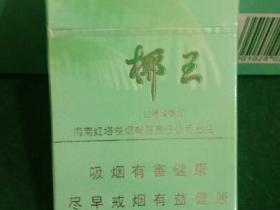 椰王
海南红塔卷烟有限责任公司出品
吸烟有害健康
尽早戒烟有益健康